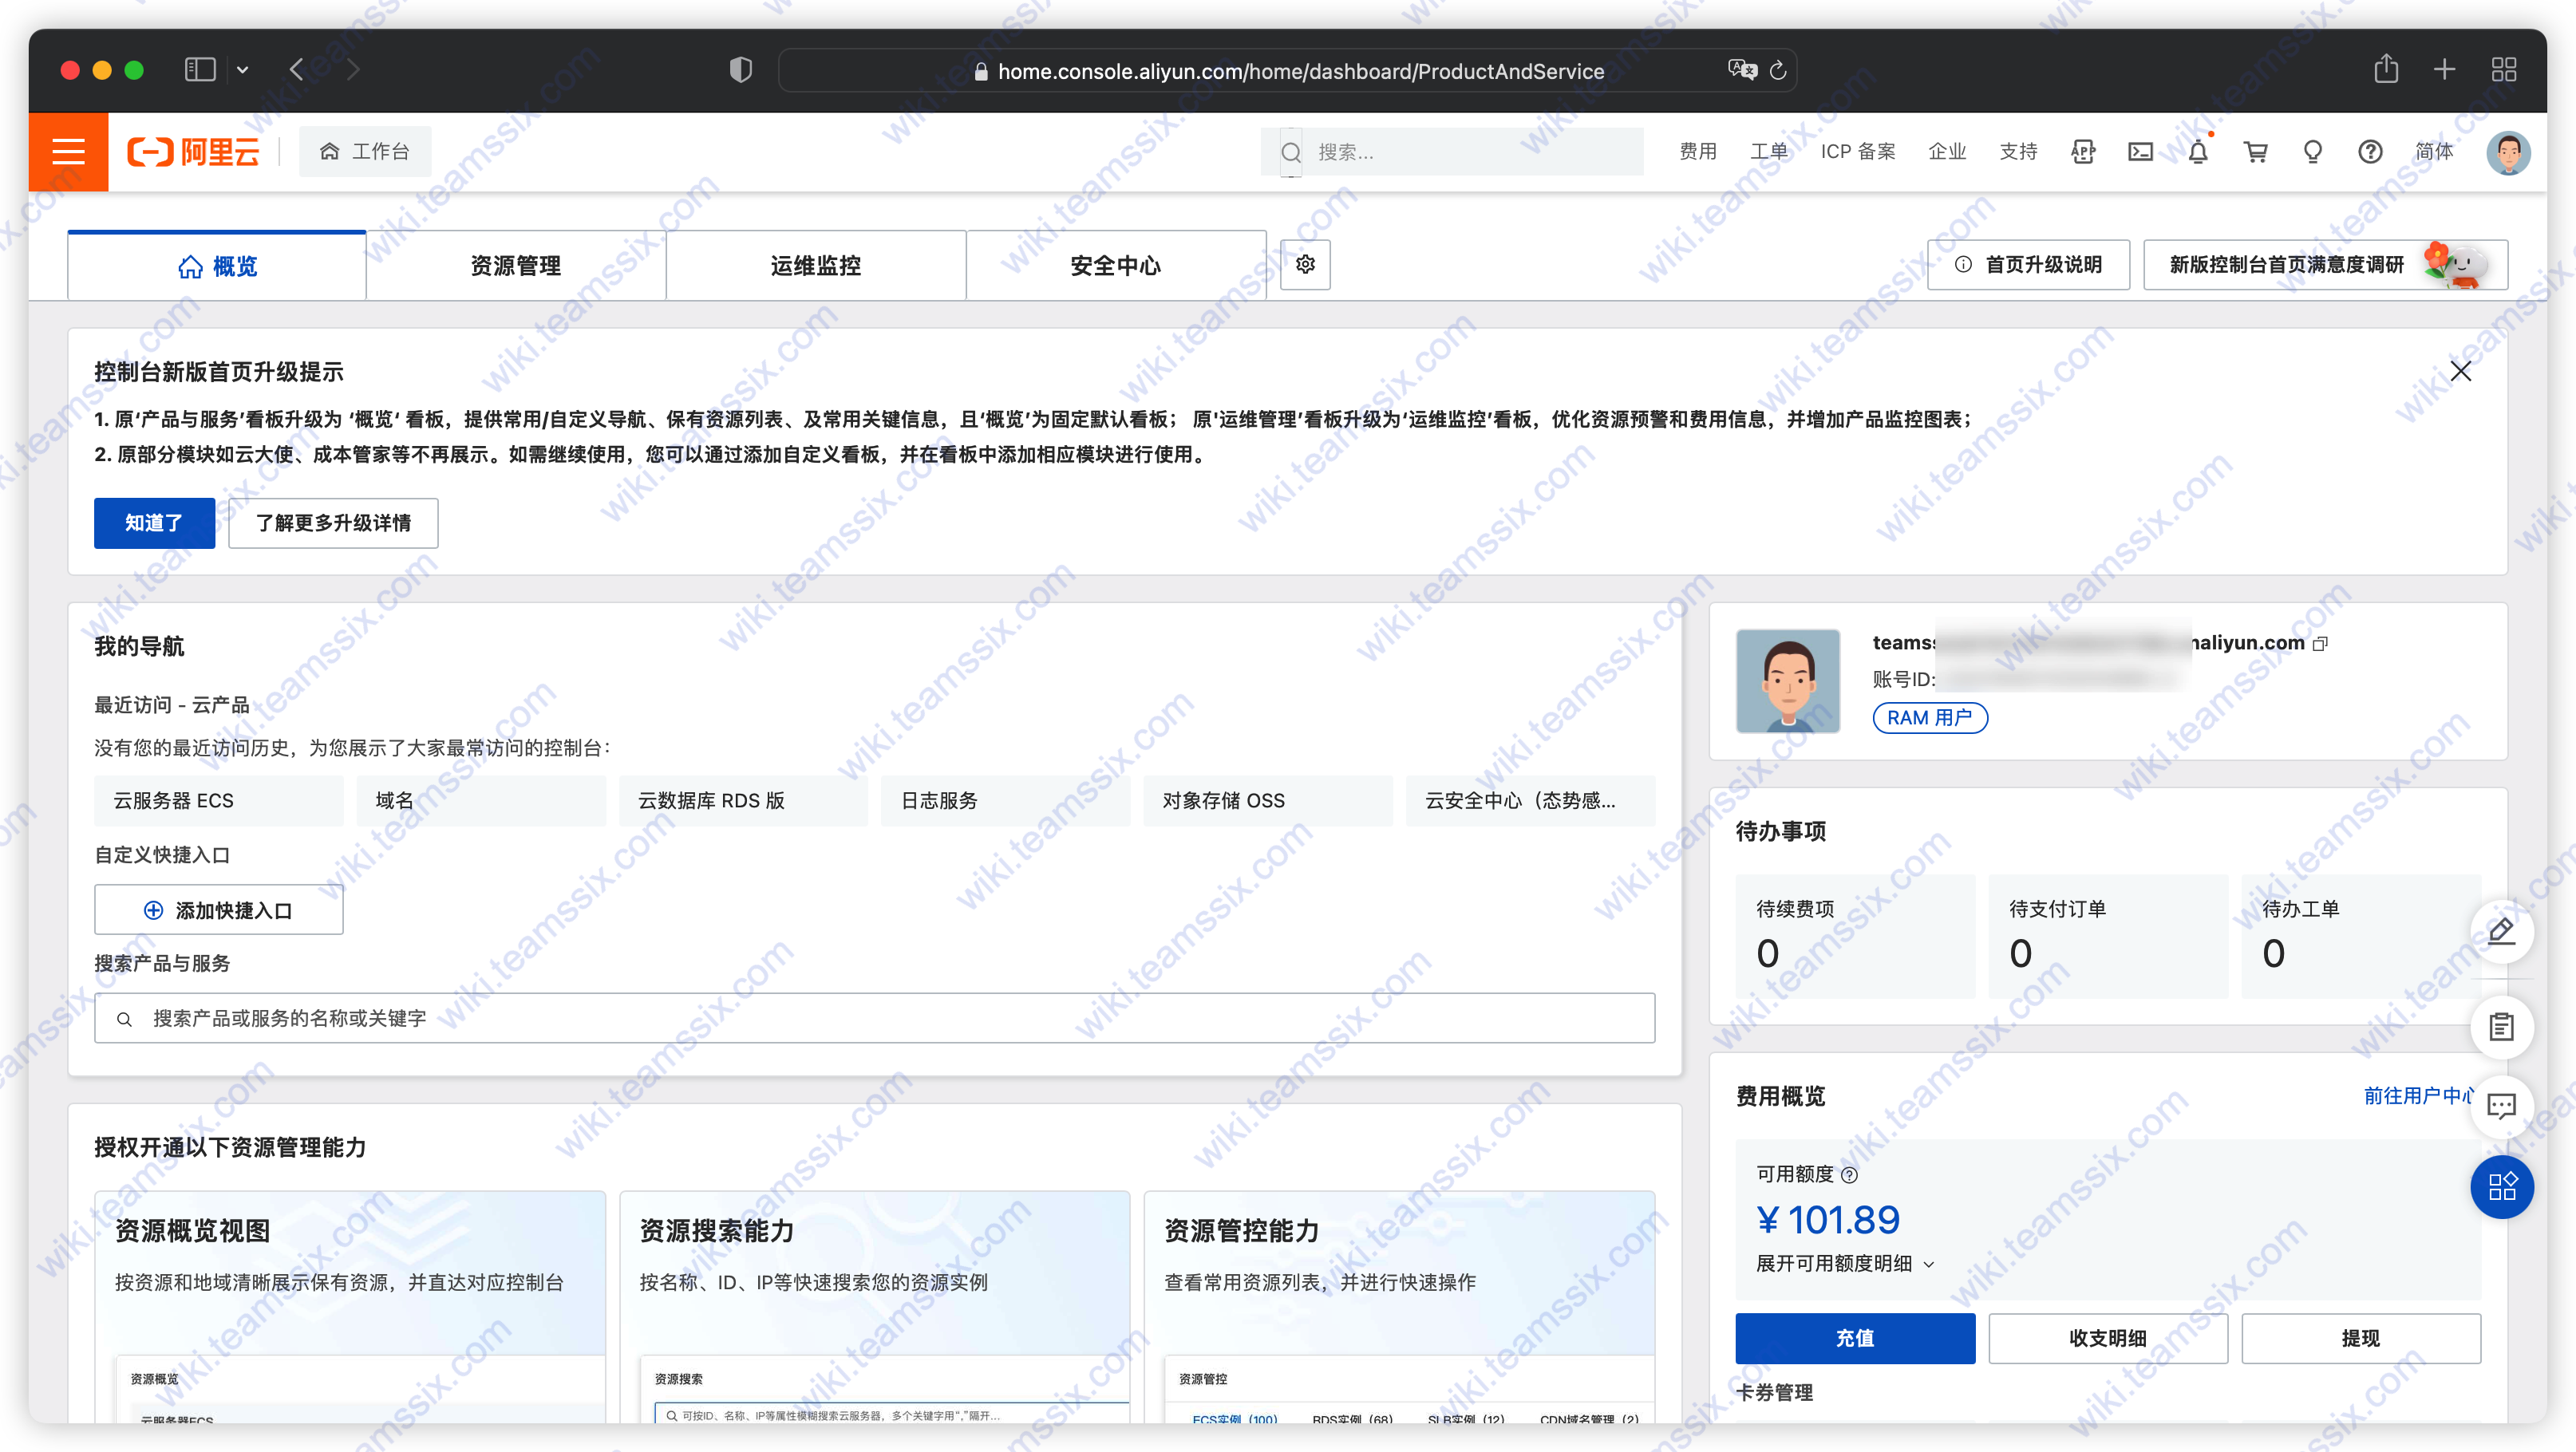 home.console.aliyun.com/home/dashboard/ProductAndService
阿里云
工作台
搜索...
费用 工单 ICP 备案 企业 支持 APP 简体
概览 资源管理 运维监控 安全中心
首页升级说明
新版控制台首页满意度调研
控制台新版首页升级提示
1. 原‘产品与服务’看板升级为 ‘概览‘ 看板，提供常用/自定义导航、保有资源列表、及常用关键信息，且‘概览’为固定默认看板； 原'运维管理’看板升级为‘运维监控’看板，优化资源预警和费用信息，并增加产品监控图表；
2. 原部分模块如云大使、成本管家等不再展示。如需继续使用，您可以通过添加自定义看板，并在看板中添加相应模块进行使用。
知道了 了解更多升级详情
我的导航
最近访问 - 云产品
没有您的最近访问历史，为您展示了大家最常访问的控制台：
云服务器 ECS 域名 云数据库 RDS 版 日志服务 对象存储 OSS 云安全中心（态势感...
自定义快捷入口
添加快捷入口
搜索产品与服务
搜索产品或服务的名称或关键字
授权开通以下资源管理能力
资源概览视图
按资源和地域清晰展示保有资源，并直达对应控制台
资源概览
云服务器ECS
资源搜索能力
按名称、ID、IP等快速搜索您的资源实例
资源搜索
可按ID、名称、IP等属性模糊搜索云服务器，多个关键字用“,”隔开...
资源管控能力
查看常用资源列表，并进行快速操作
资源管控
ECS实例（100） RDS实例（68） SLB实例（12） CDN域名管理（2）
teamss naliyun.com
账号ID:
RAM 用户
待办事项
待续费项 待支付订单 待办工单
0 0 0
费用概览
前往用户中心
可用额度
¥ 101.89
展开可用额度明细
充值 收支明细 提现
卡券管理
wiki.teamssix.com